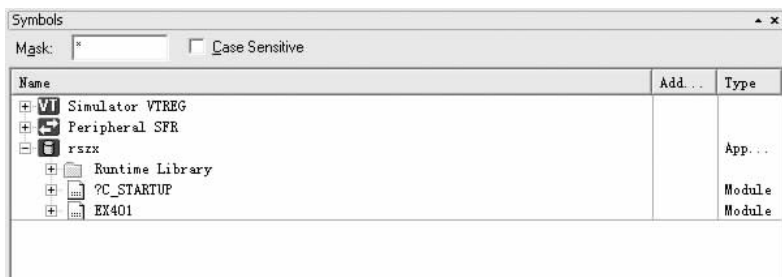 Symbols
Mask: * Case Sensitive
Name Add... Type
VT Simulator VTREG
Peripheral SFR
rszx App...
Runtime Library
?C_STARTUP Module
EX401 Module